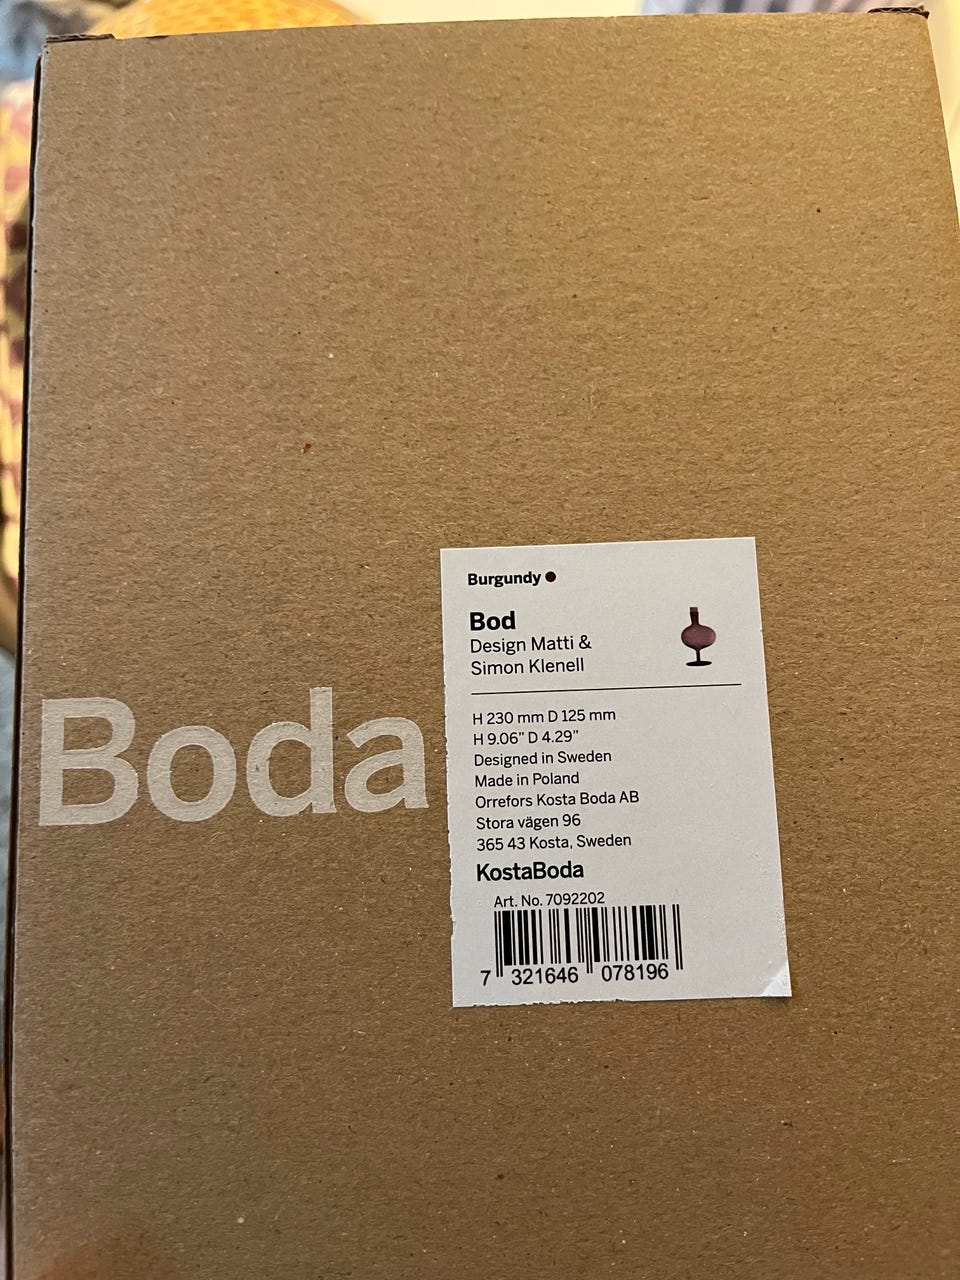 Boda
Burgundy
Bod
Design Matti &
Simon Klenell
H 230 mm D 125 mm
H 9.06" D 4.29"
Designed in Sweden
Made in Poland
Orrefors Kosta Boda AB
Stora vägen 96
365 43 Kosta, Sweden
KostaBoda
Art. No. 7092202
7 321646 078196